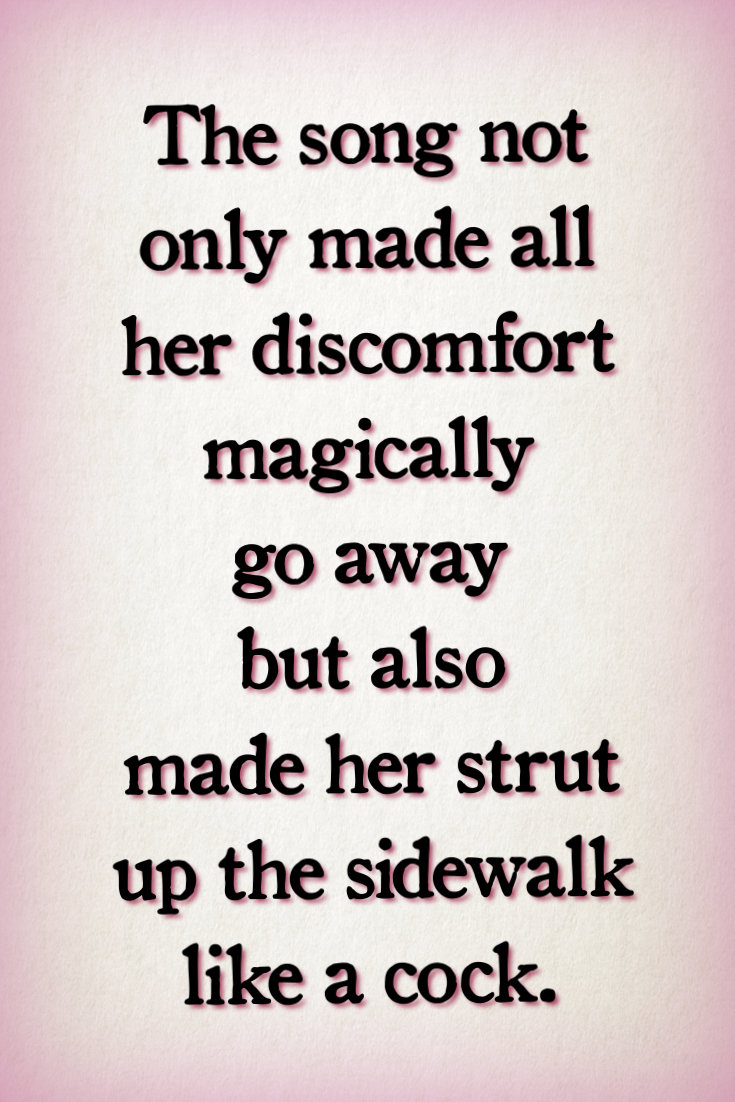 The song not
only made all
her discomfort
magically
go away
but also
made her strut
up the sidewalk
like a cock.